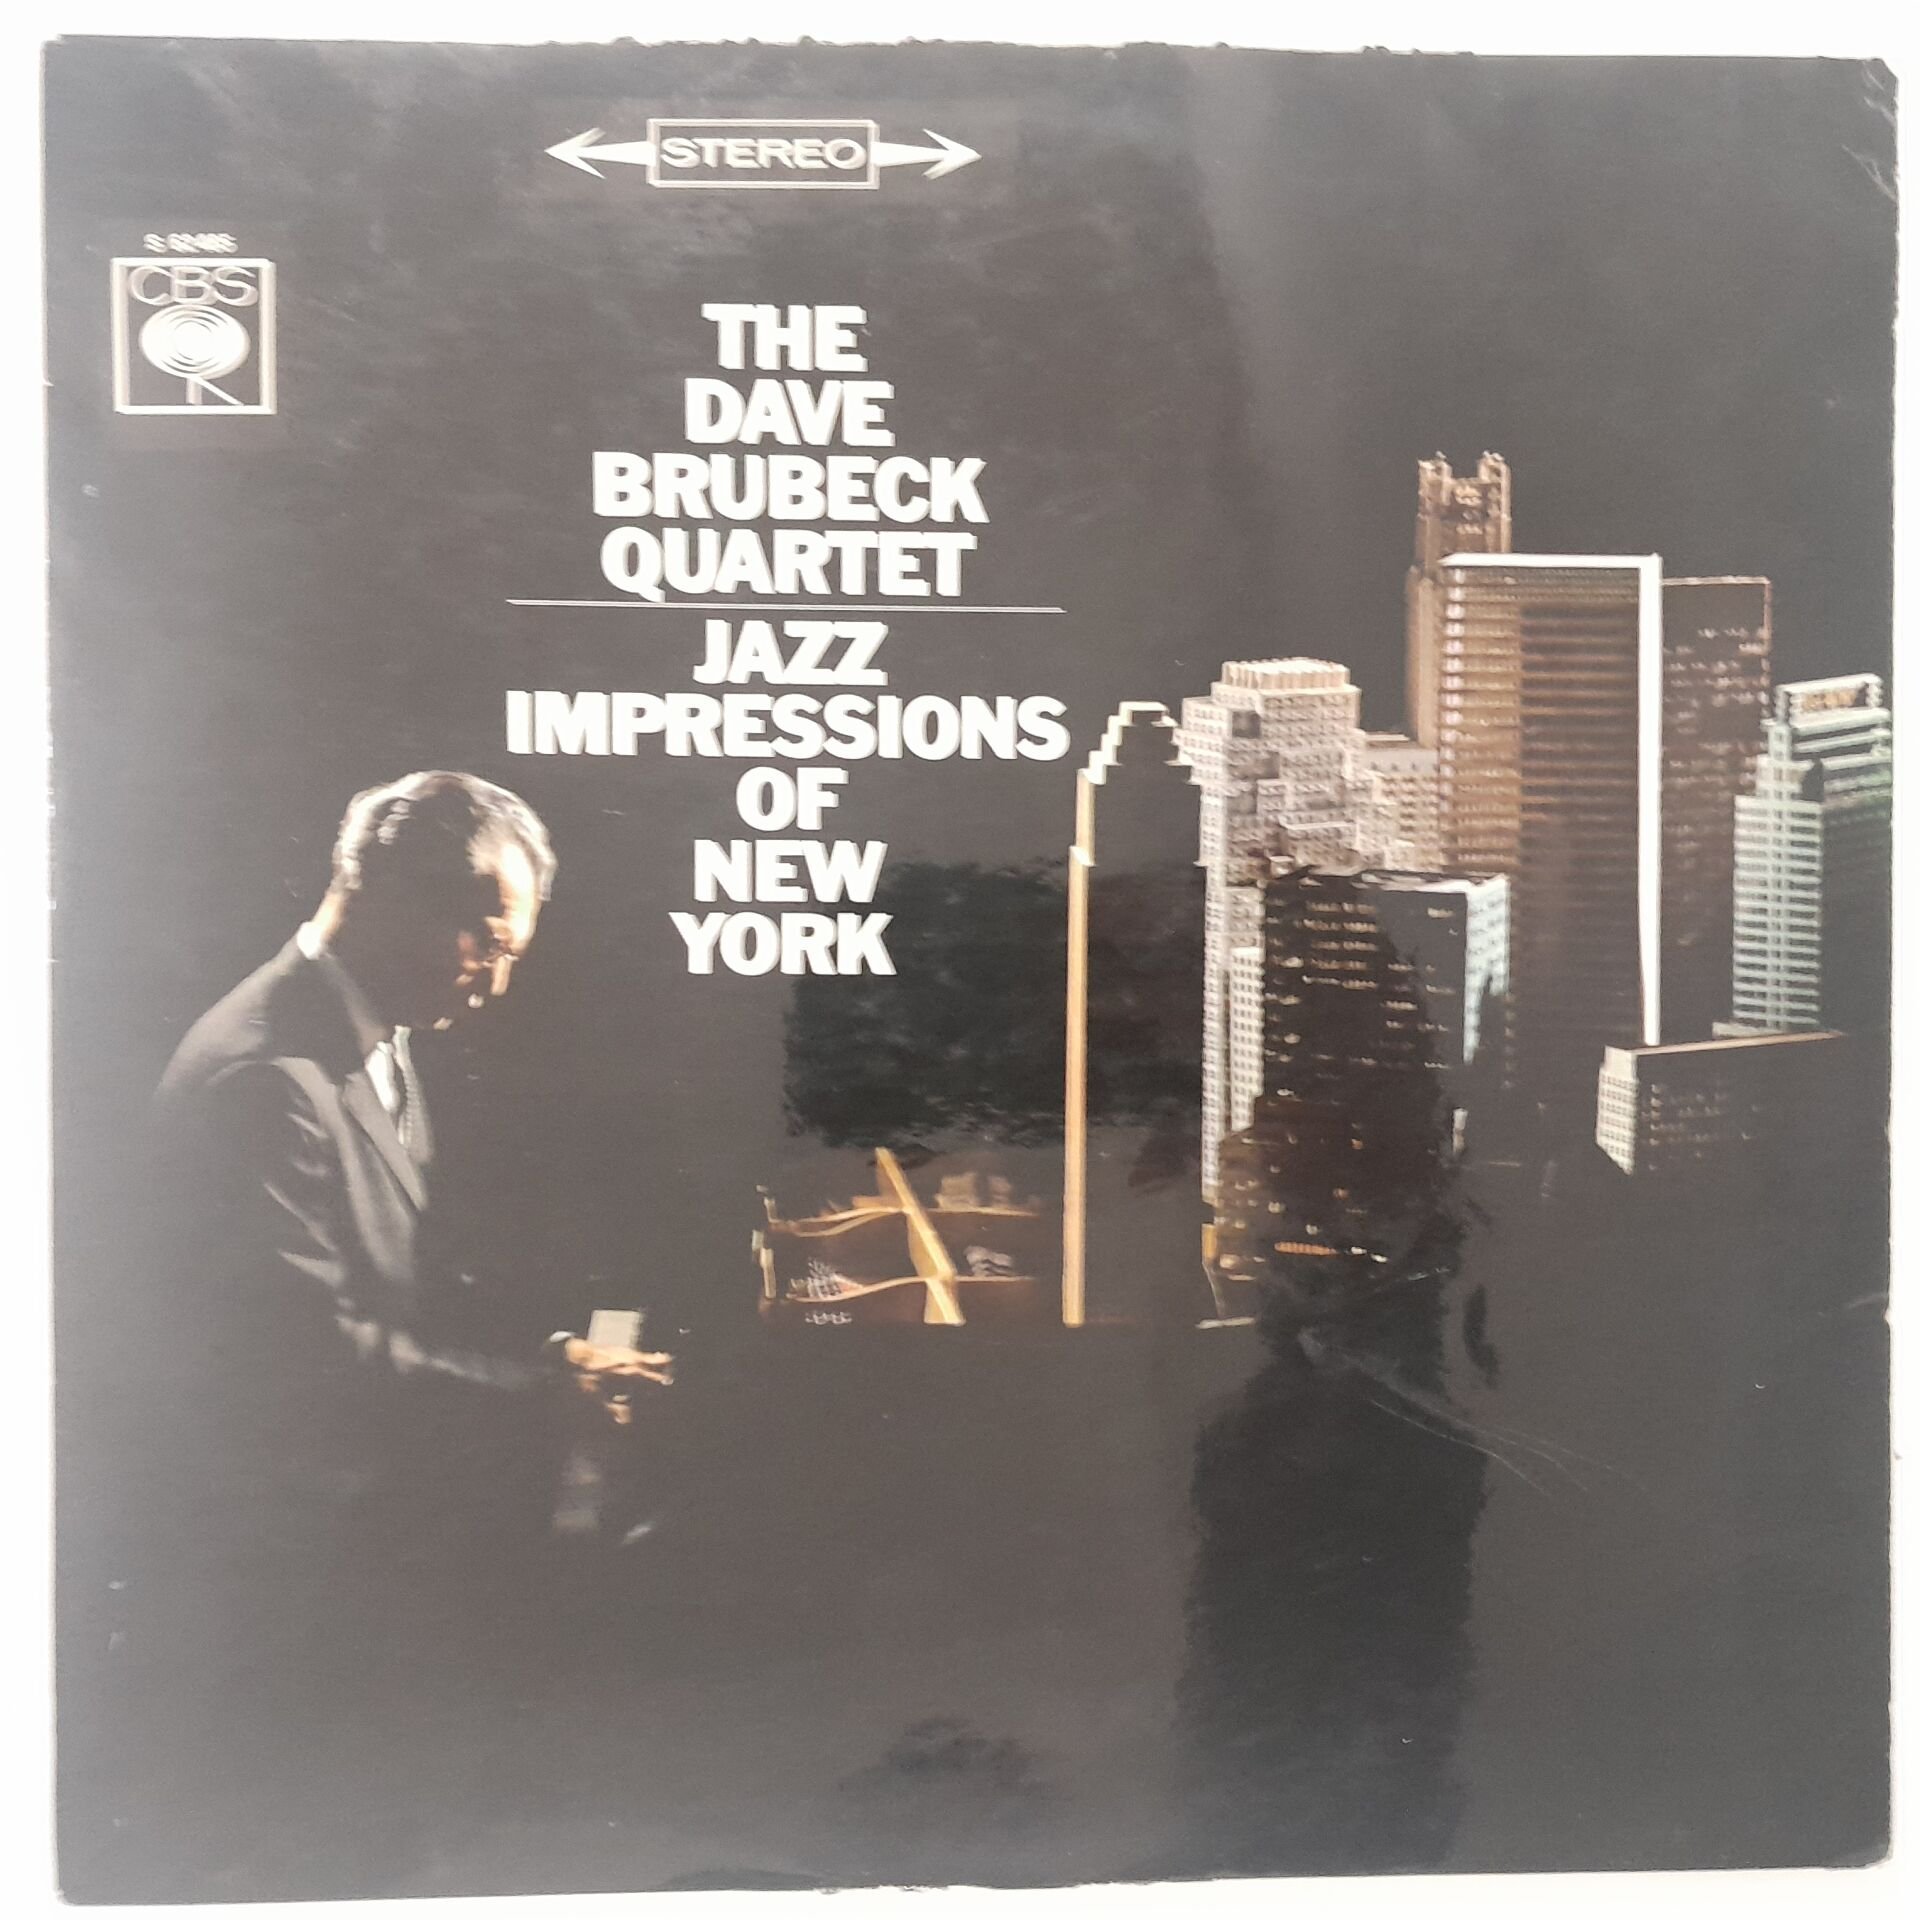 STEREO
CBS
THE
DAVE
BRUBECK
QUARTET
JAZZ
IMPRESSIONS
OF
NEW
YORK